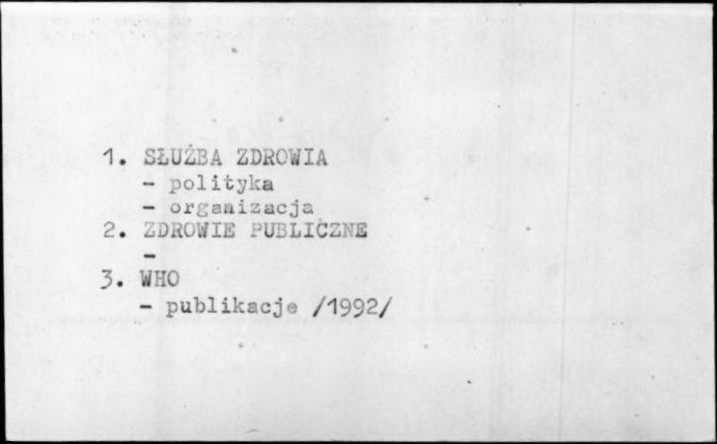 1. SŁUŻBA ZDROWIA
- polityka
- organizacja
2. ZDROWIE PUBLICZNE
-
3. WHO
- publikacje /1992/